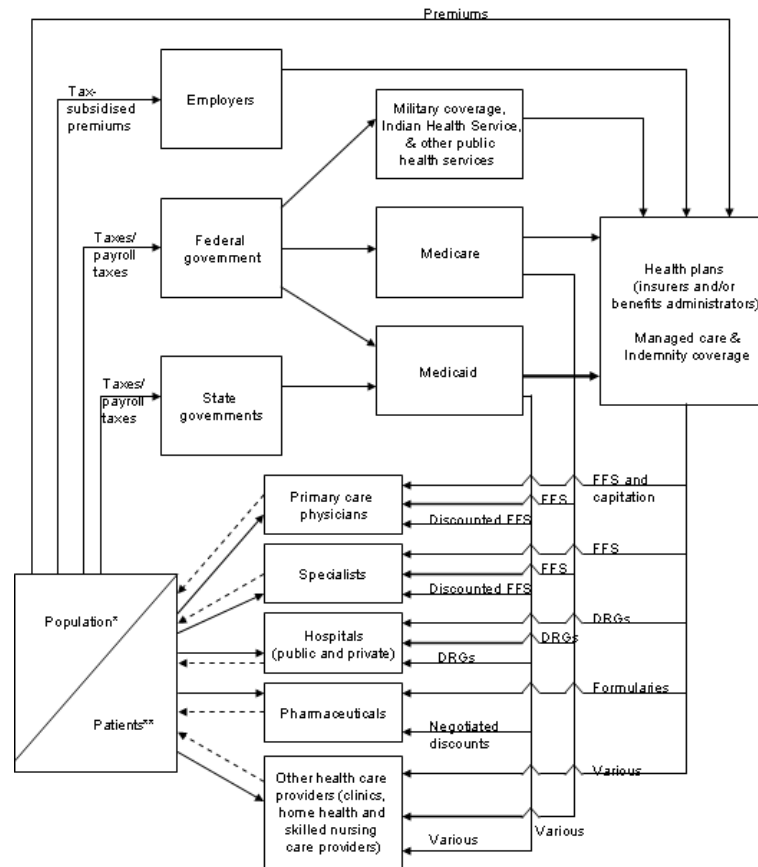 Premiums
Tax-
subsidised
premiums
Employers
Military coverage,
Indian Health Service,
& other public
health services
Taxes/
payroll
taxes
Federal
government
Medicare
Health plans
(insurers and/or
benefits administrators)
Managed care &
Indemnity coverage
Taxes/
payroll
taxes
State
governments
Medicaid
Primary care
physicians
FFS and
capitation
FFS
Discounted FFS
Specialists
FFS
FFS
Discounted FFS
Population*
Hospitals
(public and private)
DRGs
DRGs
DRGs
Patients**
Pharmaceuticals
Formularies
Negotiated
discounts
Other health care
providers (clinics,
home health and
skilled nursing
care providers)
Various
Various
Various